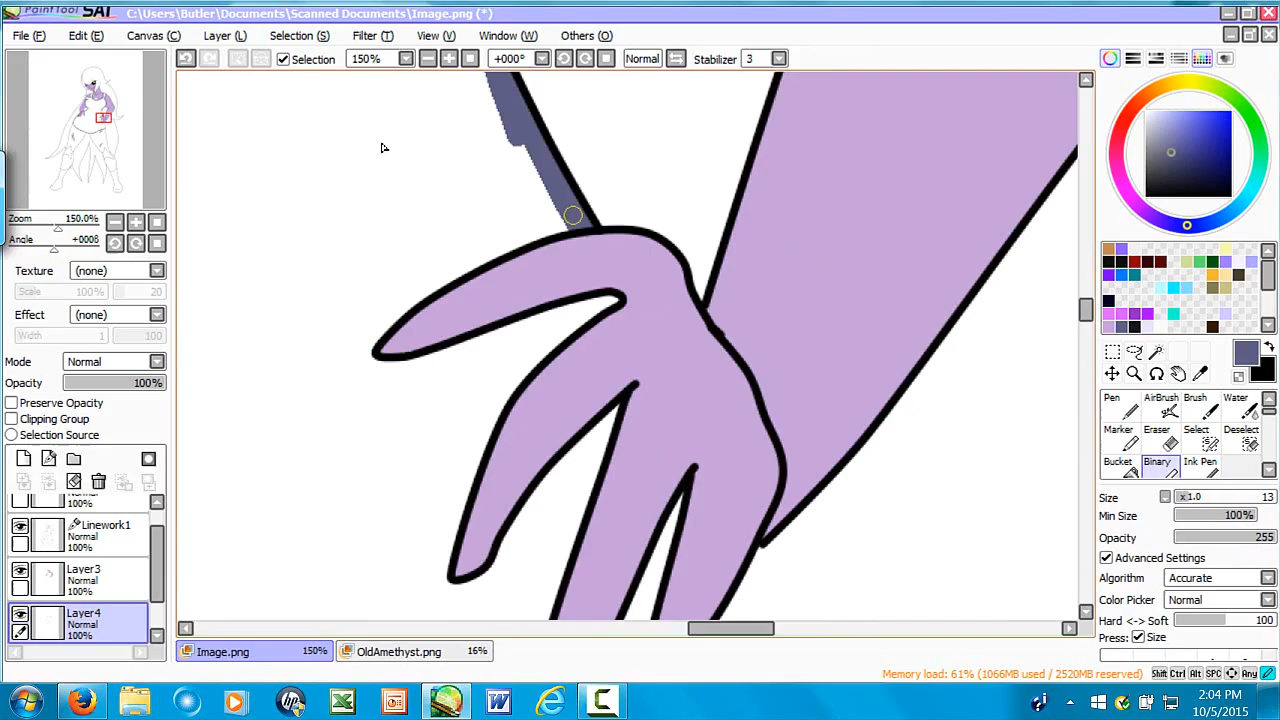 PaintTool SAI C:\Users\Butler\Documents\Scanned Documents\Image.png (*)
File (F) Edit (E) Canvas (C) Layer (L) Selection (S) Filter (T) View (V) Window (W) Others (O)
Selection 150% +000° Normal Stabilizer 3
Zoom 150.0%
Angle +000ß
Texture (none)
Scale 100% 20
Effect (none)
Width 1 100
Mode Normal
Opacity 100%
Preserve Opacity
Clipping Group
Selection Source
Normal
100%
Linework1
Normal
100%
Layer3
Normal
100%
Layer4
Normal
100%
Pen AirBrush Brush Water
Marker Eraser Select Deselect
Bucket Binary Ink Pen
Size x1.0 13
Min Size 100%
Opacity 255
Advanced Settings
Algorithm Accurate
Color Picker Normal
Hard <-> Soft 100
Press: Size
Image.png 150% OldAmethyst.png 16%
Memory load: 61% (1066MB used / 2520MB reserved) Shift Ctrl Alt SPC Any
2:04 PM
10/5/2015